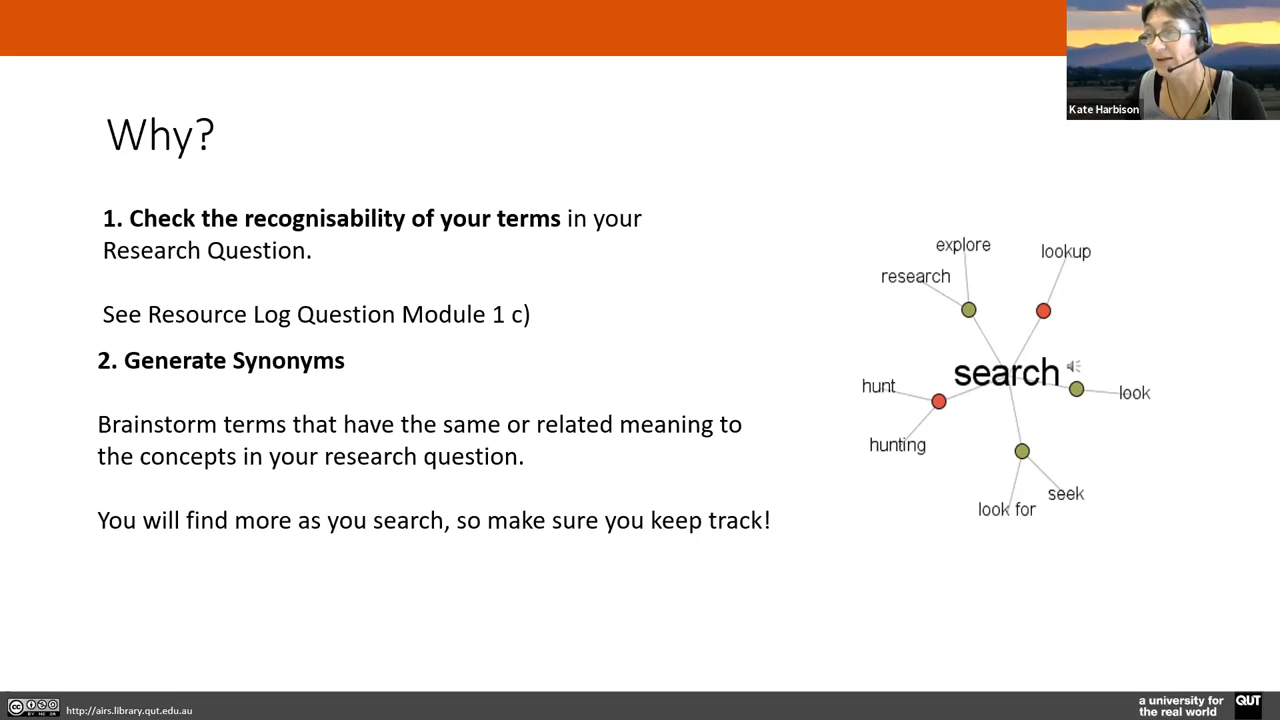 Kate Harbison
Why?
1. Check the recognisability of your terms in your
Research Question.
See Resource Log Question Module 1 c)
2. Generate Synonyms
Brainstorm terms that have the same or related meaning to
the concepts in your research question.
You will find more as you search, so make sure you keep track!
explore
lookup
research
search
hunt
look
hunting
seek
look for
http://airs.library.qut.edu.au
a university for
the real world
QUT